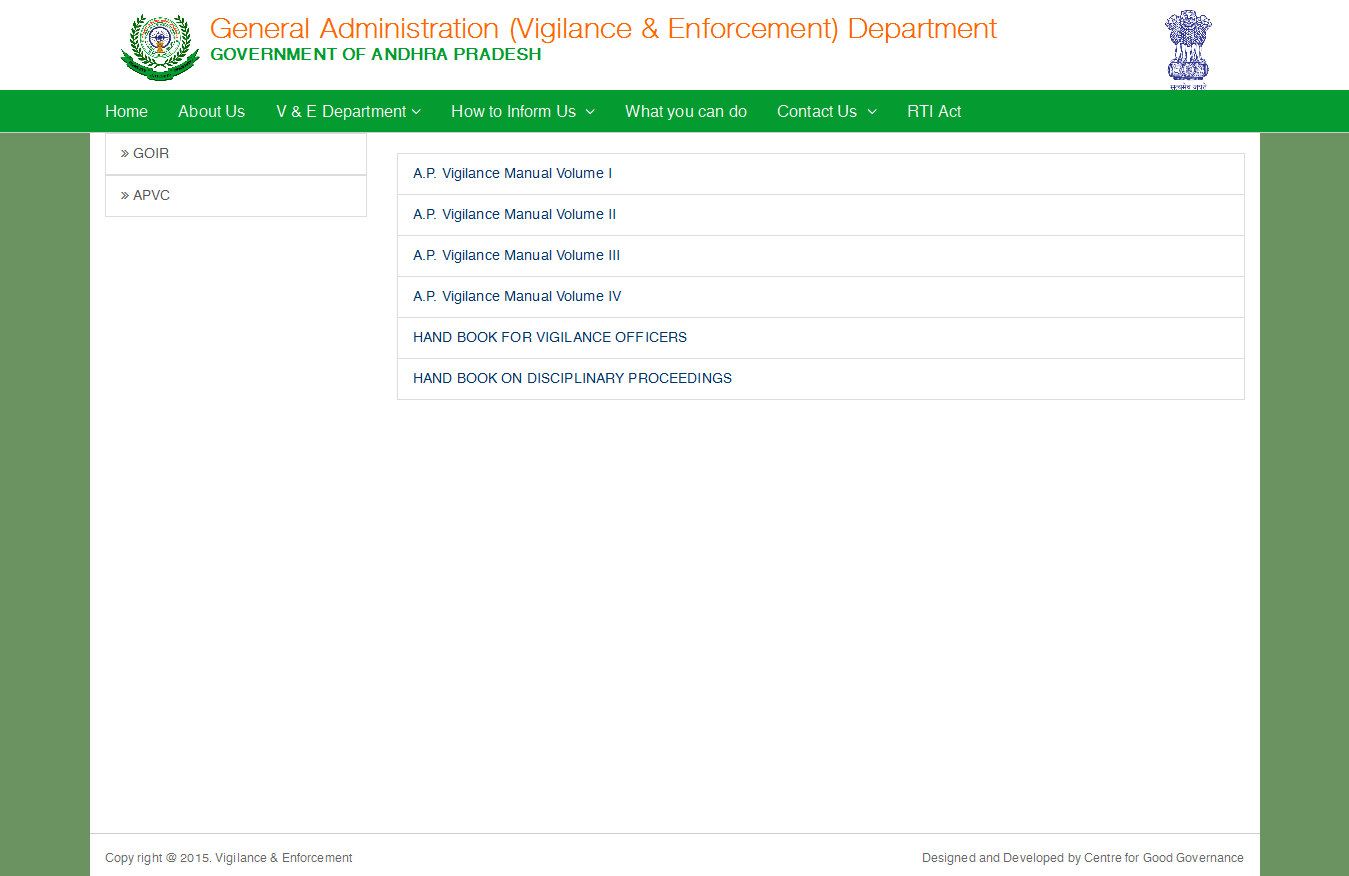 General Administration (Vigilance & Enforcement) Department
GOVERNMENT OF ANDHRA PRADESH
सत्यमेव जयते
Home About Us V & E Department How to Inform Us What you can do Contact Us RTI Act
» GOIR
» APVC
A.P. Vigilance Manual Volume I
A.P. Vigilance Manual Volume II
A.P. Vigilance Manual Volume III
A.P. Vigilance Manual Volume IV
HAND BOOK FOR VIGILANCE OFFICERS
HAND BOOK ON DISCIPLINARY PROCEEDINGS
Copy right @ 2015. Vigilance & Enforcement
Designed and Developed by Centre for Good Governance